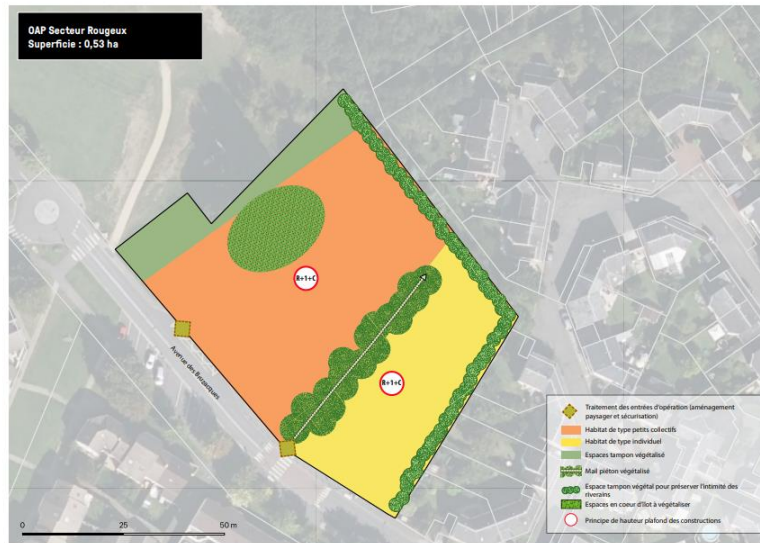 OAP Secteur Rougeux
Superficie : 0,53 ha
R+1+C
Avenue des
R+1+C
Traitement des entrées d'opération (aménagement
paysager et sécurisation)
Habitat de type petits collectifs
Habitat de type individuel
Espaces tampon végétalisé
Mail piéton végétalisé
Espace tampon végétal pour préserver l'intimité des
riverains
Espaces en coeur d'îlot à végétaliser
Principe de hauteur plafond des constructions
0 25 50 m